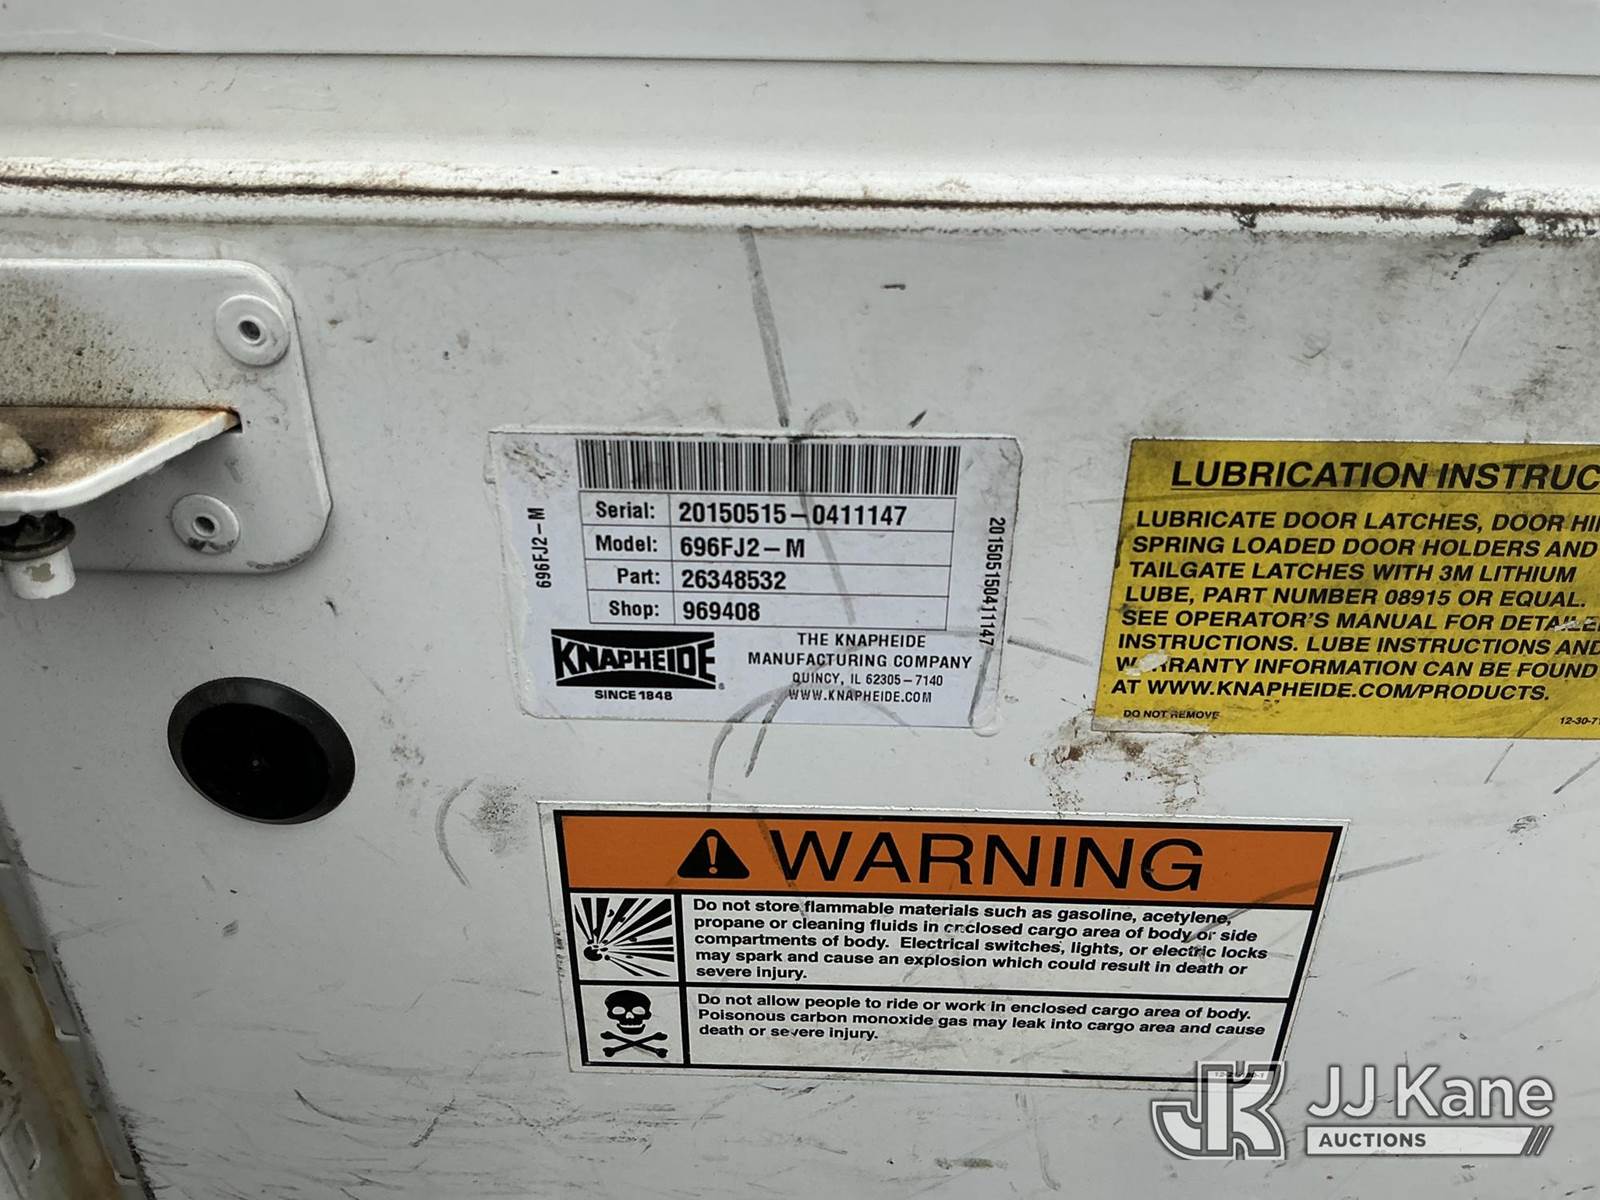 696FJ2-M
Serial: 20150515-0411147
Model: 696FJ2-M
Part: 26348532
Shop: 969408
201505150411147
KNAPHEIDE
SINCE 1848
THE KNAPHEIDE
MANUFACTURING COMPANY
QUINCY, IL 62305-7140
WWW.KNAPHEIDE.COM
LUBRICATION INSTRUC
LUBRICATE DOOR LATCHES, DOOR HI
SPRING LOADED DOOR HOLDERS AND
TAILGATE LATCHES WITH 3M LITHIUM
LUBE, PART NUMBER 08915 OR EQUAL.
SEE OPERATOR'S MANUAL FOR DETAILE
INSTRUCTIONS. LUBE INSTRUCTIONS AND
WARRANTY INFORMATION CAN BE FOUND
AT WWW.KNAPHEIDE.COM/PRODUCTS.
DO NOT REMOVE
12-30-7
WARNING
Do not store flammable materials such as gasoline, acetylene,
propane or cleaning fluids in enclosed cargo area of body or side
compartments of body. Electrical switches, lights, or electric locks
may spark and cause an explosion which could result in death or
severe injury.
Do not allow people to ride or work in enclosed cargo area of body.
Poisonous carbon monoxide gas may leak into cargo area and cause
death or severe injury.
JK JJ Kane
AUCTIONS